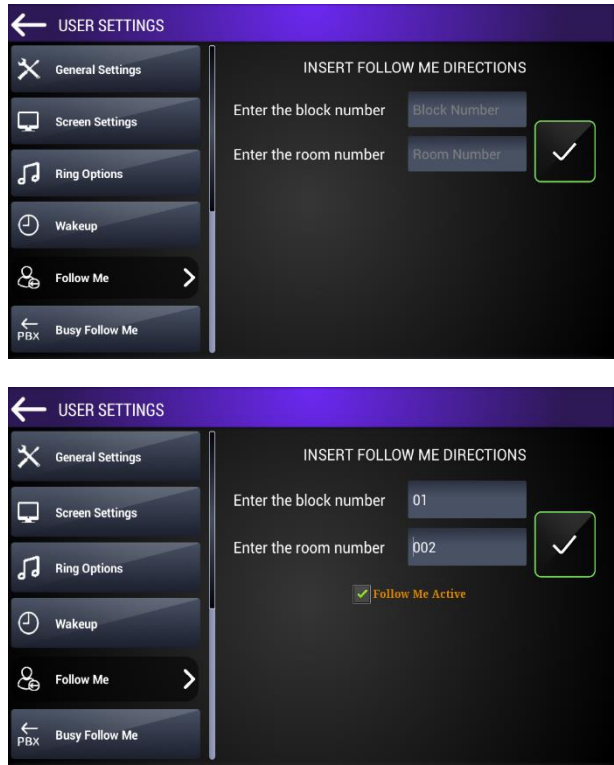 USER SETTINGS
General Settings
Screen Settings
Ring Options
Wakeup
Follow Me
PBX
Busy Follow Me
INSERT FOLLOW ME DIRECTIONS
Enter the block number
Block Number
Enter the room number
Room Number
USER SETTINGS
General Settings
Screen Settings
Ring Options
Wakeup
Follow Me
PBX
Busy Follow Me
INSERT FOLLOW ME DIRECTIONS
Enter the block number
01
Enter the room number
002
Follow Me Active